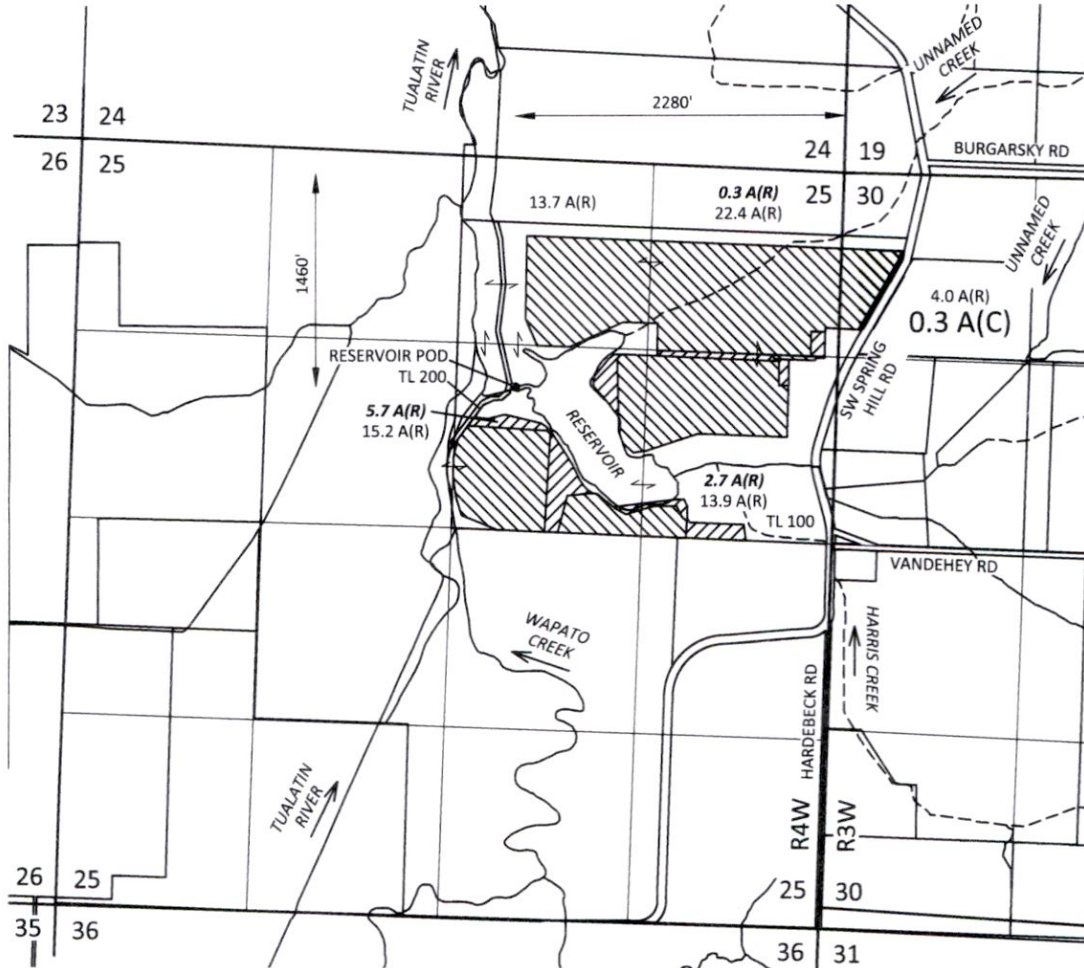 TUALATIN
RIVER
UNNAMED
CREEK
2280'
23 24
24 19
BURGARSKY RD
26 25
25 30
13.7 A(R)
0.3 A(R)
22.4 A(R)
UNNAMED
CREEK
1460'
4.0 A(R)
0.3 A(C)
RESERVOIR POD
TL 200
SW SPRING
HILL RD
5.7 A(R)
15.2 A(R)
RESERVOIR
2.7 A(R)
13.9 A(R)
TL 100
VANDEHEY RD
WAPATO
CREEK
HARRIS CREEK
HARDEBECK RD
TUALATIN
RIVER
R4W
R3W
26 25
25 30
35 36
36 31